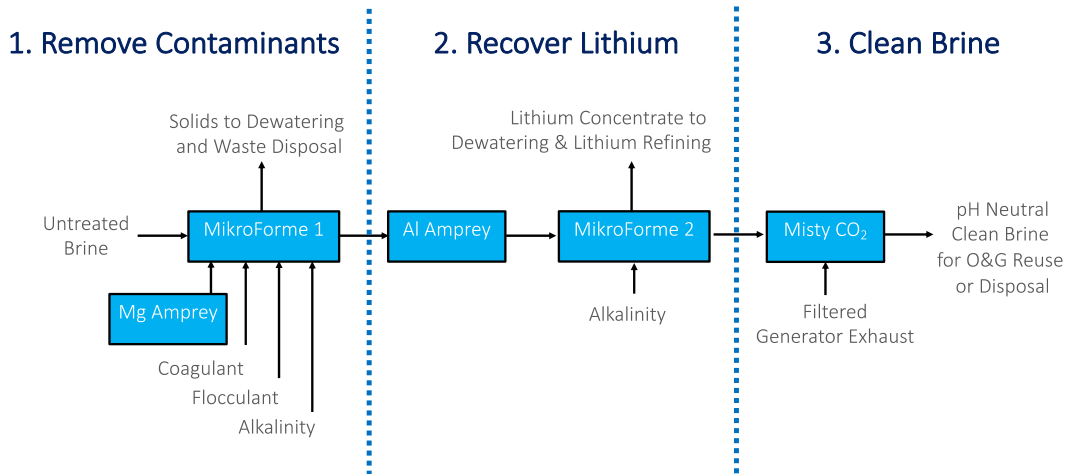 1. Remove Contaminants
2. Recover Lithium
3. Clean Brine
Solids to Dewatering
and Waste Disposal
Untreated
Brine
MikroForme 1
Mg Amprey
Coagulant
Flocculant
Alkalinity
Lithium Concentrate to
Dewatering & Lithium Refining
Al Amprey
MikroForme 2
Alkalinity
Misty CO₂
Filtered
Generator Exhaust
pH Neutral
Clean Brine
for O&G Reuse
or Disposal